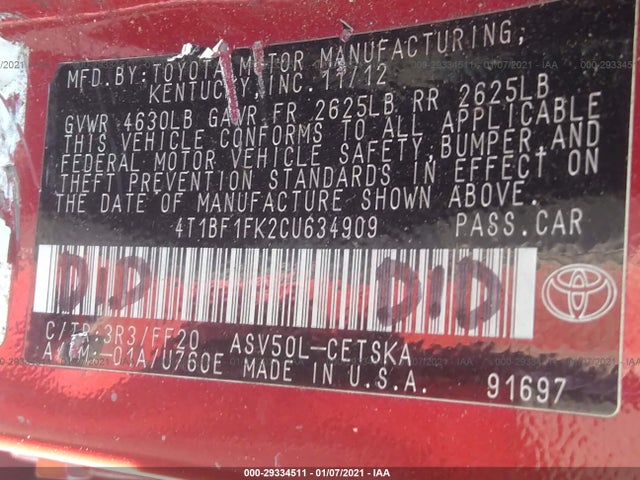 MFD.BY:TOYOTA MOTOR MANUFACTURING,
KENTUCKY,INC. 11/12
GVWR 4630LB GAWR FR 2625LB RR 2625LB
THIS VEHICLE CONFORMS TO ALL APPLICABLE
FEDERAL MOTOR VEHICLE SAFETY,BUMPER,AND
THEFT PREVENTION STANDARDS IN EFFECT ON
THE DATE OF MANUFACTURE SHOWN ABOVE.
4T1BF1FK2CU634909 PASS.CAR
DID DID
C/TR:3R3/FF20 ASV50L-CETSKA
A/TM:-01A/U760E MADE IN U.S.A. 91697
000-29334511 - 01/07/2021 - IAA
000-29334511 - 01/07/2021 - IAA